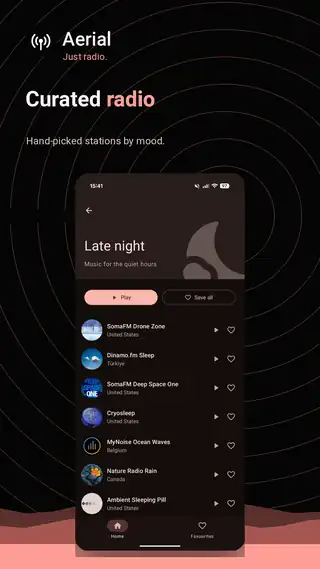 Aerial
Just radio.
Curated radio
Hand-picked stations by mood.
15:41
Late night
Music for the quiet hours
Play
Save all
SomaFM Drone Zone
United States
Dinamo.fm Sleep
Türkiye
SomaFM Deep Space One
United States
Cryosleep
United States
MyNoise Ocean Waves
Belgium
Nature Radio Rain
Canada
Ambient Sleeping Pill
United States
Home
Favourites